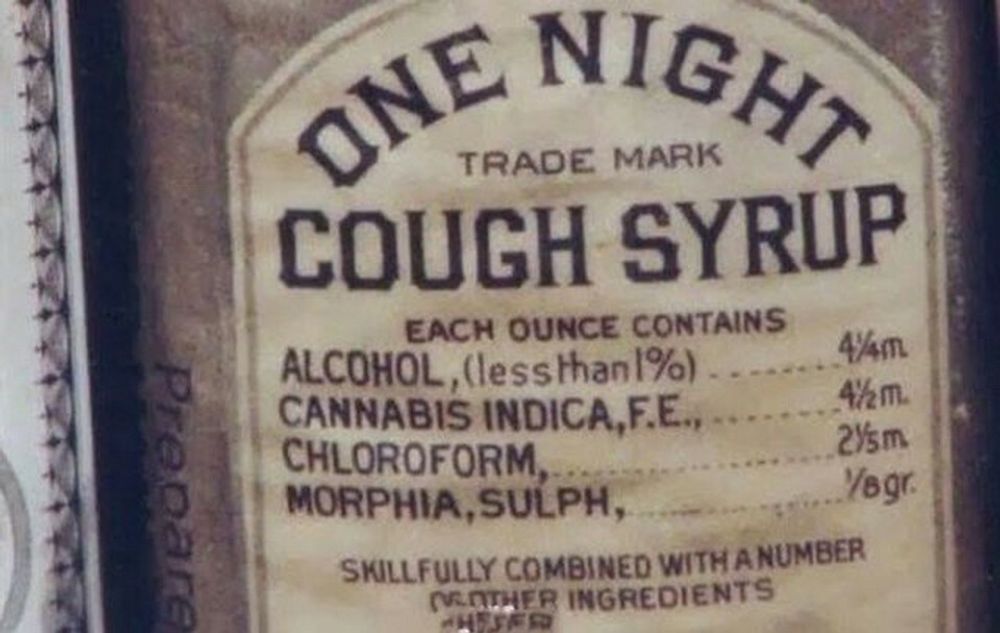 ONE NIGHT
TRADE MARK
COUGH SYRUP
EACH OUNCE CONTAINS
ALCOHOL, (less than 1%) ........ 4¼m.
CANNABIS INDICA, F.E., ........ 4½m.
CHLOROFORM, ........ 2⅕m.
MORPHIA, SULPH, ........ ⅛gr.
SKILLFULLY COMBINED WITH A NUMBER
OF OTHER INGREDIENTS
Prepare